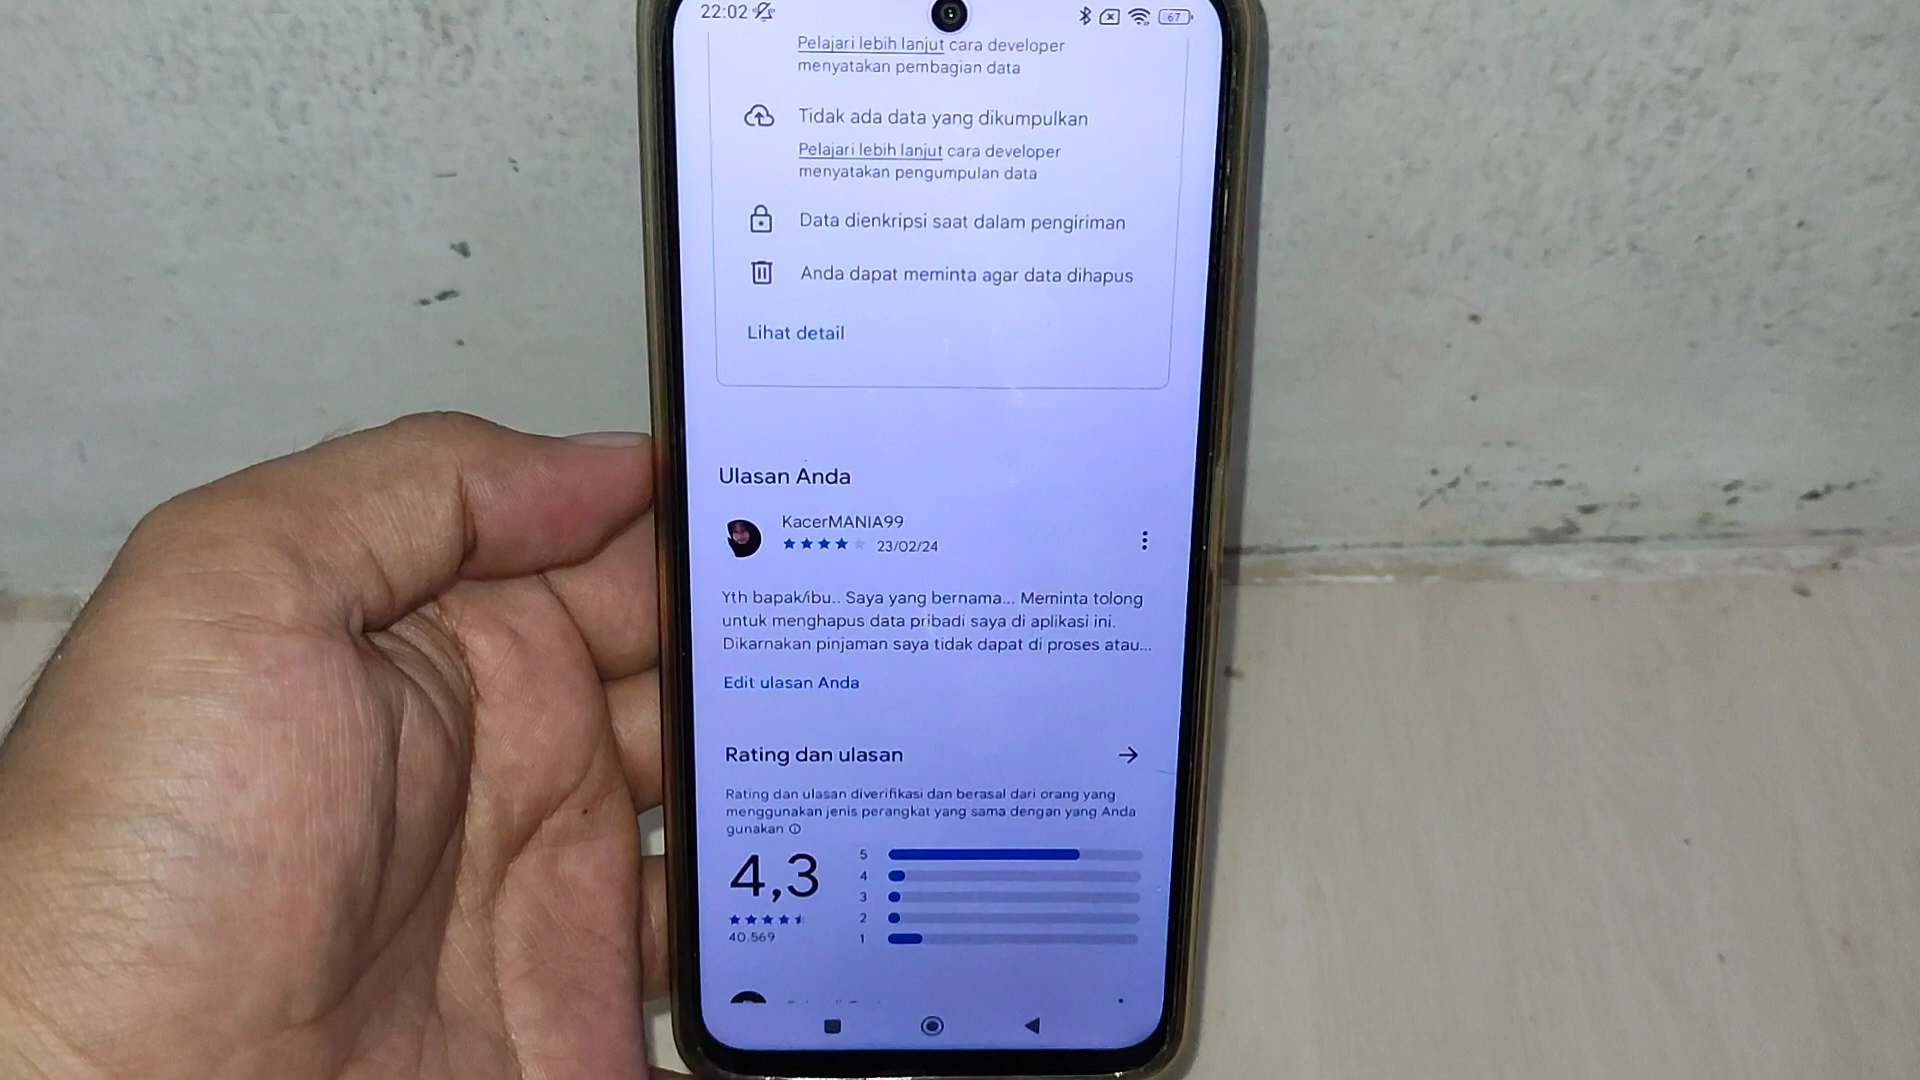 22:02
67
Pelajari lebih lanjut cara developer
menyatakan pembagian data
Tidak ada data yang dikumpulkan
Pelajari lebih lanjut cara developer
menyatakan pengumpulan data
Data dienkripsi saat dalam pengiriman
Anda dapat meminta agar data dihapus
Lihat detail
Ulasan Anda
KacerMANIA99
23/02/24
Yth bapak/ibu.. Saya yang bernama... Meminta tolong
untuk menghapus data pribadi saya di aplikasi ini.
Dikarnakan pinjaman saya tidak dapat di proses atau...
Edit ulasan Anda
Rating dan ulasan
Rating dan ulasan diverifikasi dan berasal dari orang yang
menggunakan jenis perangkat yang sama dengan yang Anda
gunakan
4,3
40.569
5
4
3
2
1